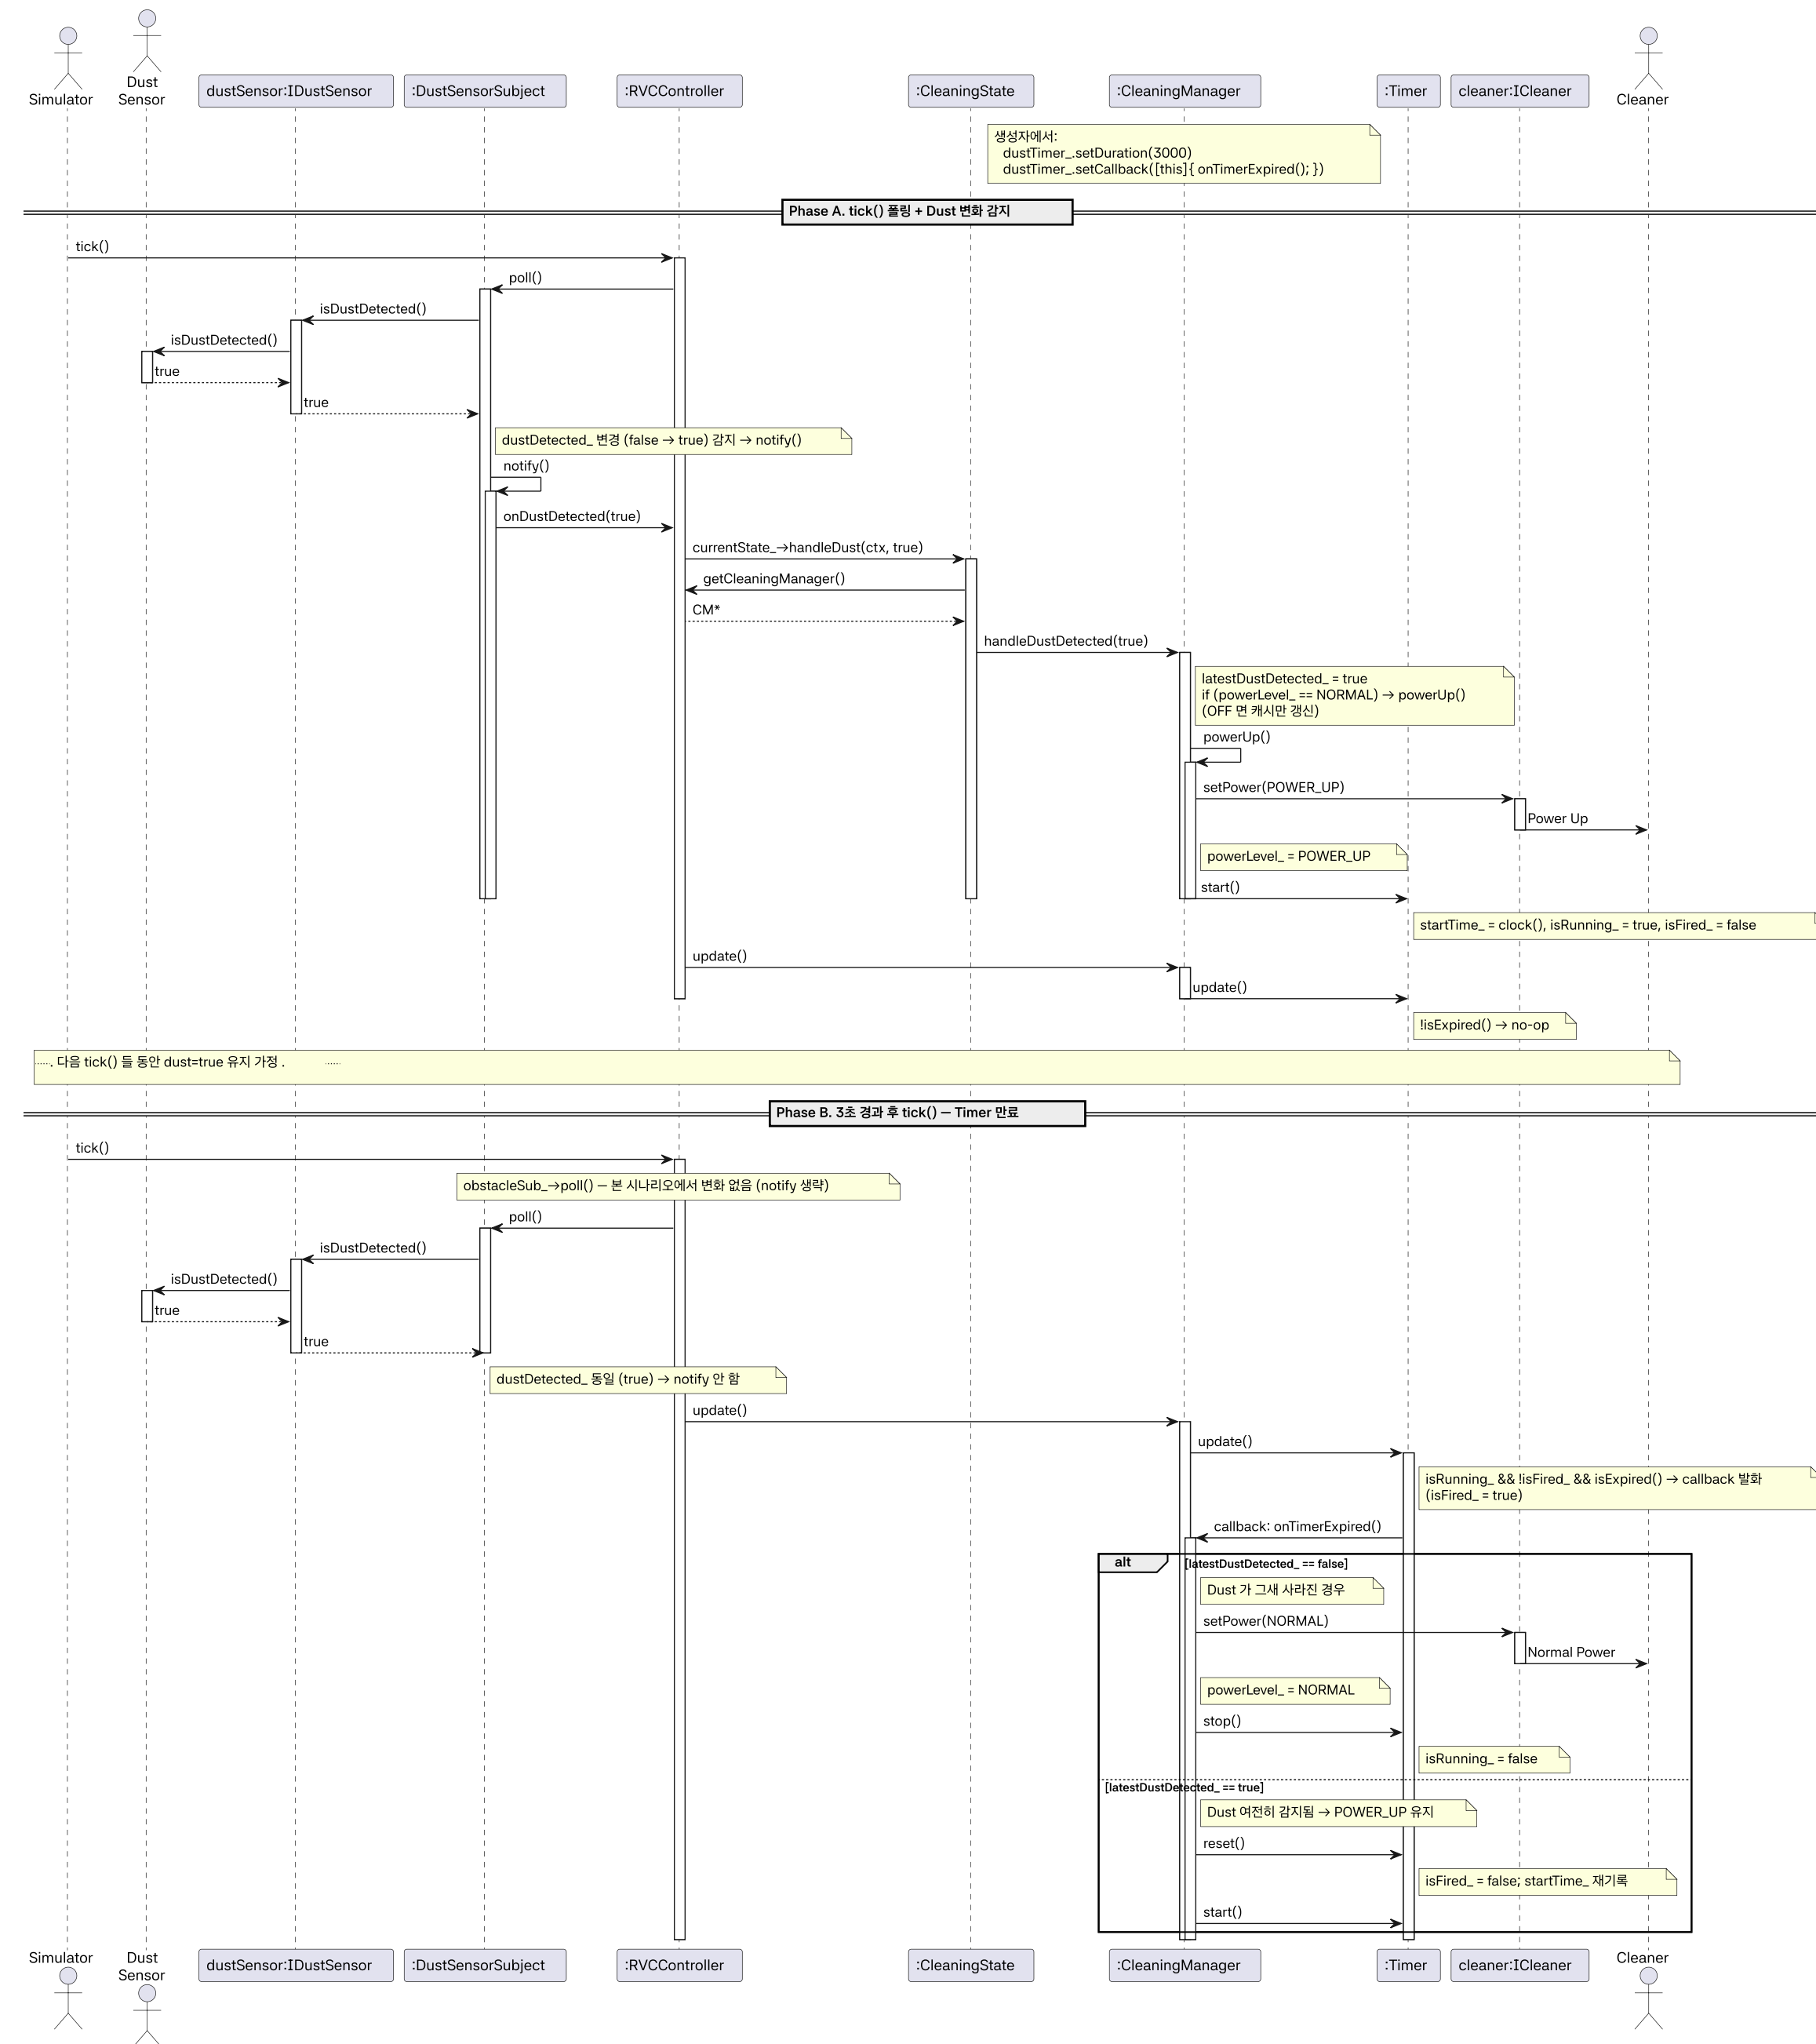 Simulator
Dust
Sensor
dustSensor:IDustSensor
:DustSensorSubject
:RVCController
:CleaningState
:CleaningManager
:Timer
cleaner:ICleaner
Cleaner
생성자에서:
dustTimer_.setDuration(3000)
dustTimer_.setCallback([this]{ onTimerExpired(); })
Phase A. tick() 폴링 + Dust 변화 감지
tick()
poll()
isDustDetected()
isDustDetected()
true
true
dustDetected_ 변경 (false → true) 감지 → notify()
notify()
onDustDetected(true)
currentState_→handleDust(ctx, true)
getCleaningManager()
CM*
handleDustDetected(true)
latestDustDetected_ = true
if (powerLevel_ == NORMAL) → powerUp()
(OFF 면 캐시만 갱신)
powerUp()
setPower(POWER_UP)
Power Up
powerLevel_ = POWER_UP
start()
startTime_ = clock(), isRunning_ = true, isFired_ = false
update()
update()
!isExpired() → no-op
. 다음 tick() 들 동안 dust=true 유지 가정 .
Phase B. 3초 경과 후 tick() — Timer 만료
tick()
obstacleSub_→poll() — 본 시나리오에서 변화 없음 (notify 생략)
poll()
isDustDetected()
isDustDetected()
true
true
dustDetected_ 동일 (true) → notify 안 함
update()
update()
isRunning_ && !isFired_ && isExpired() → callback 발화
(isFired_ = true)
callback: onTimerExpired()
alt [latestDustDetected_ == false]
Dust 가 그새 사라진 경우
setPower(NORMAL)
Normal Power
powerLevel_ = NORMAL
stop()
isRunning_ = false
[latestDustDetected_ == true]
Dust 여전히 감지됨 → POWER_UP 유지
reset()
isFired_ = false; startTime_ 재기록
start()
Simulator
Dust
Sensor
dustSensor:IDustSensor
:DustSensorSubject
:RVCController
:CleaningState
:CleaningManager
:Timer
cleaner:ICleaner
Cleaner